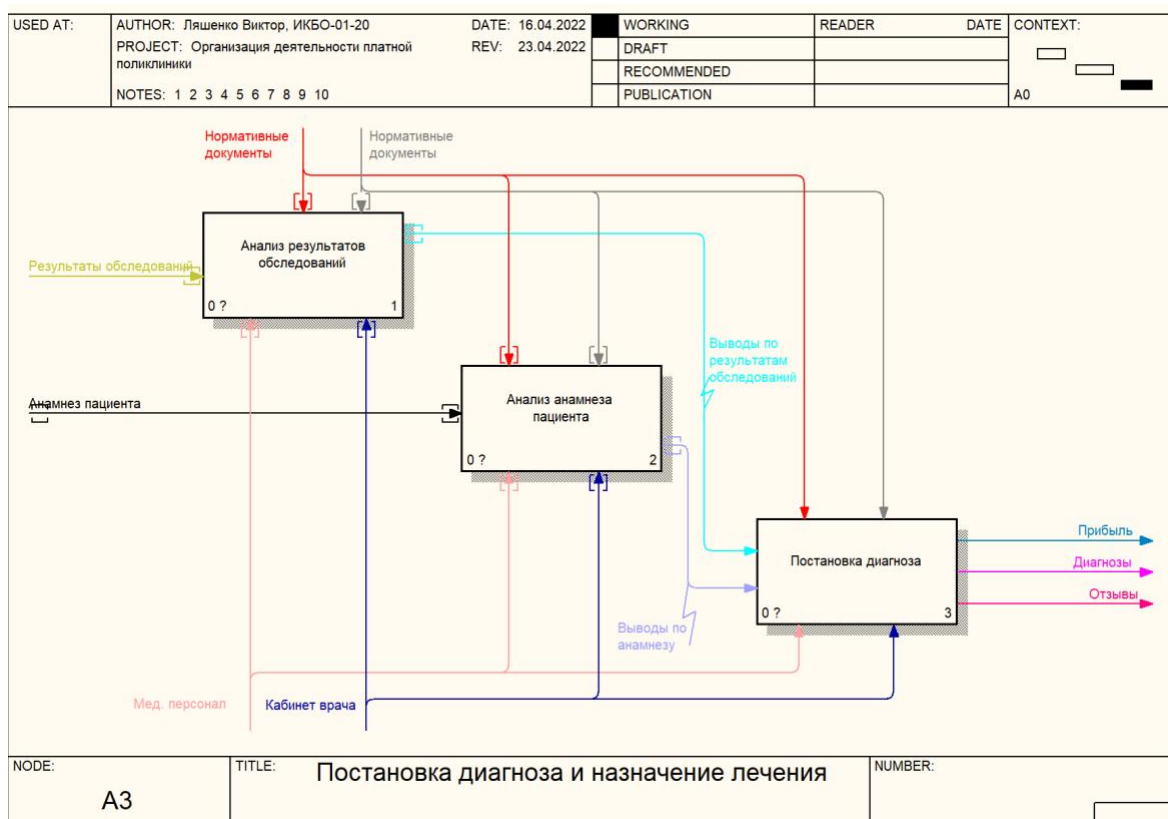 USED AT:
AUTHOR: Ляшенко Виктор, ИКБО-01-20
DATE: 16.04.2022
WORKING
READER
DATE
CONTEXT:
PROJECT: Организация деятельности платной
поликлиники
REV: 23.04.2022
DRAFT
RECOMMENDED
NOTES: 1 2 3 4 5 6 7 8 9 10
PUBLICATION
A0
Нормативные
документы
Нормативные
документы
Анализ результатов
обследований
0 ?
1
Результаты обследований
Выводы по
результатам
обследований
Анамнез пациента
Анализ анамнеза
пациента
0 ?
2
Прибыль
Диагнозы
Отзывы
Постановка диагноза
0 ?
3
Выводы по
анамнезу
Мед. персонал
Кабинет врача
NODE:
A3
TITLE:
Постановка диагноза и назначение лечения
NUMBER: